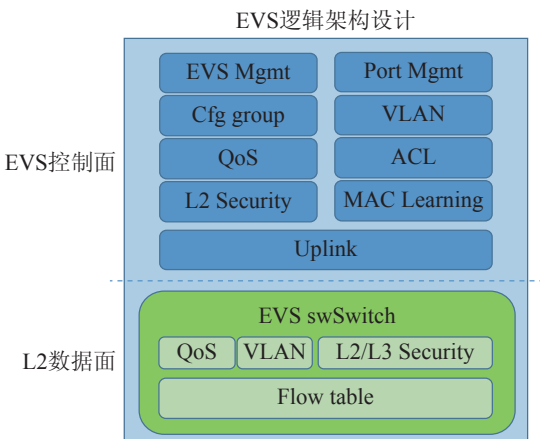 EVS逻辑架构设计
EVS Mgmt Port Mgmt
Cfg group VLAN
EVS控制面
QoS ACL
L2 Security MAC Learning
Uplink
EVS swSwitch
L2数据面
QoS VLAN L2/L3 Security
Flow table